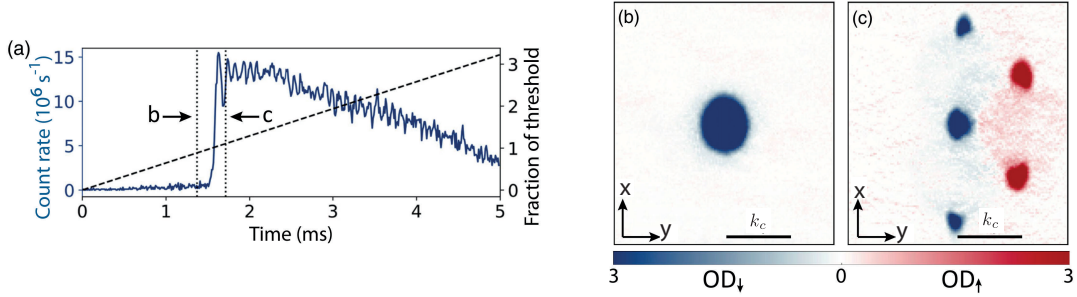 (a)
Count rate (10⁶ s⁻¹)
15
10
5
0
b
c
3
2
1
0
Fraction of threshold
0 1 2 3 4 5
Time (ms)
(b)
x
y
k_c
(c)
x
y
k_c
3 OD↓ 0 OD↑ 3